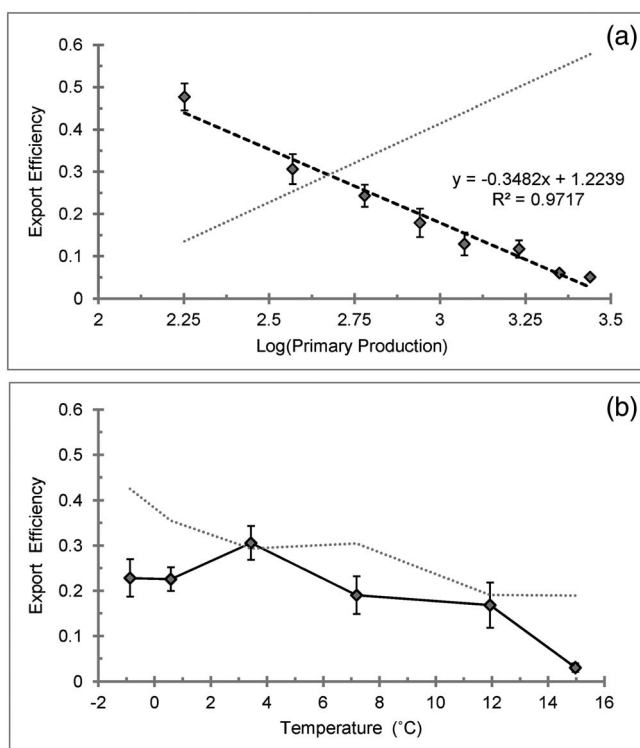 (a)
0.6
0.5
0.4
0.3
0.2
0.1
0
Export Efficiency
y = -0.3482x + 1.2239
R² = 0.9717
2 2.25 2.5 2.75 3 3.25 3.5
Log(Primary Production)
(b)
0.6
0.5
0.4
0.3
0.2
0.1
0
Export Efficiency
-2 0 2 4 6 8 10 12 14 16
Temperature (˚C)